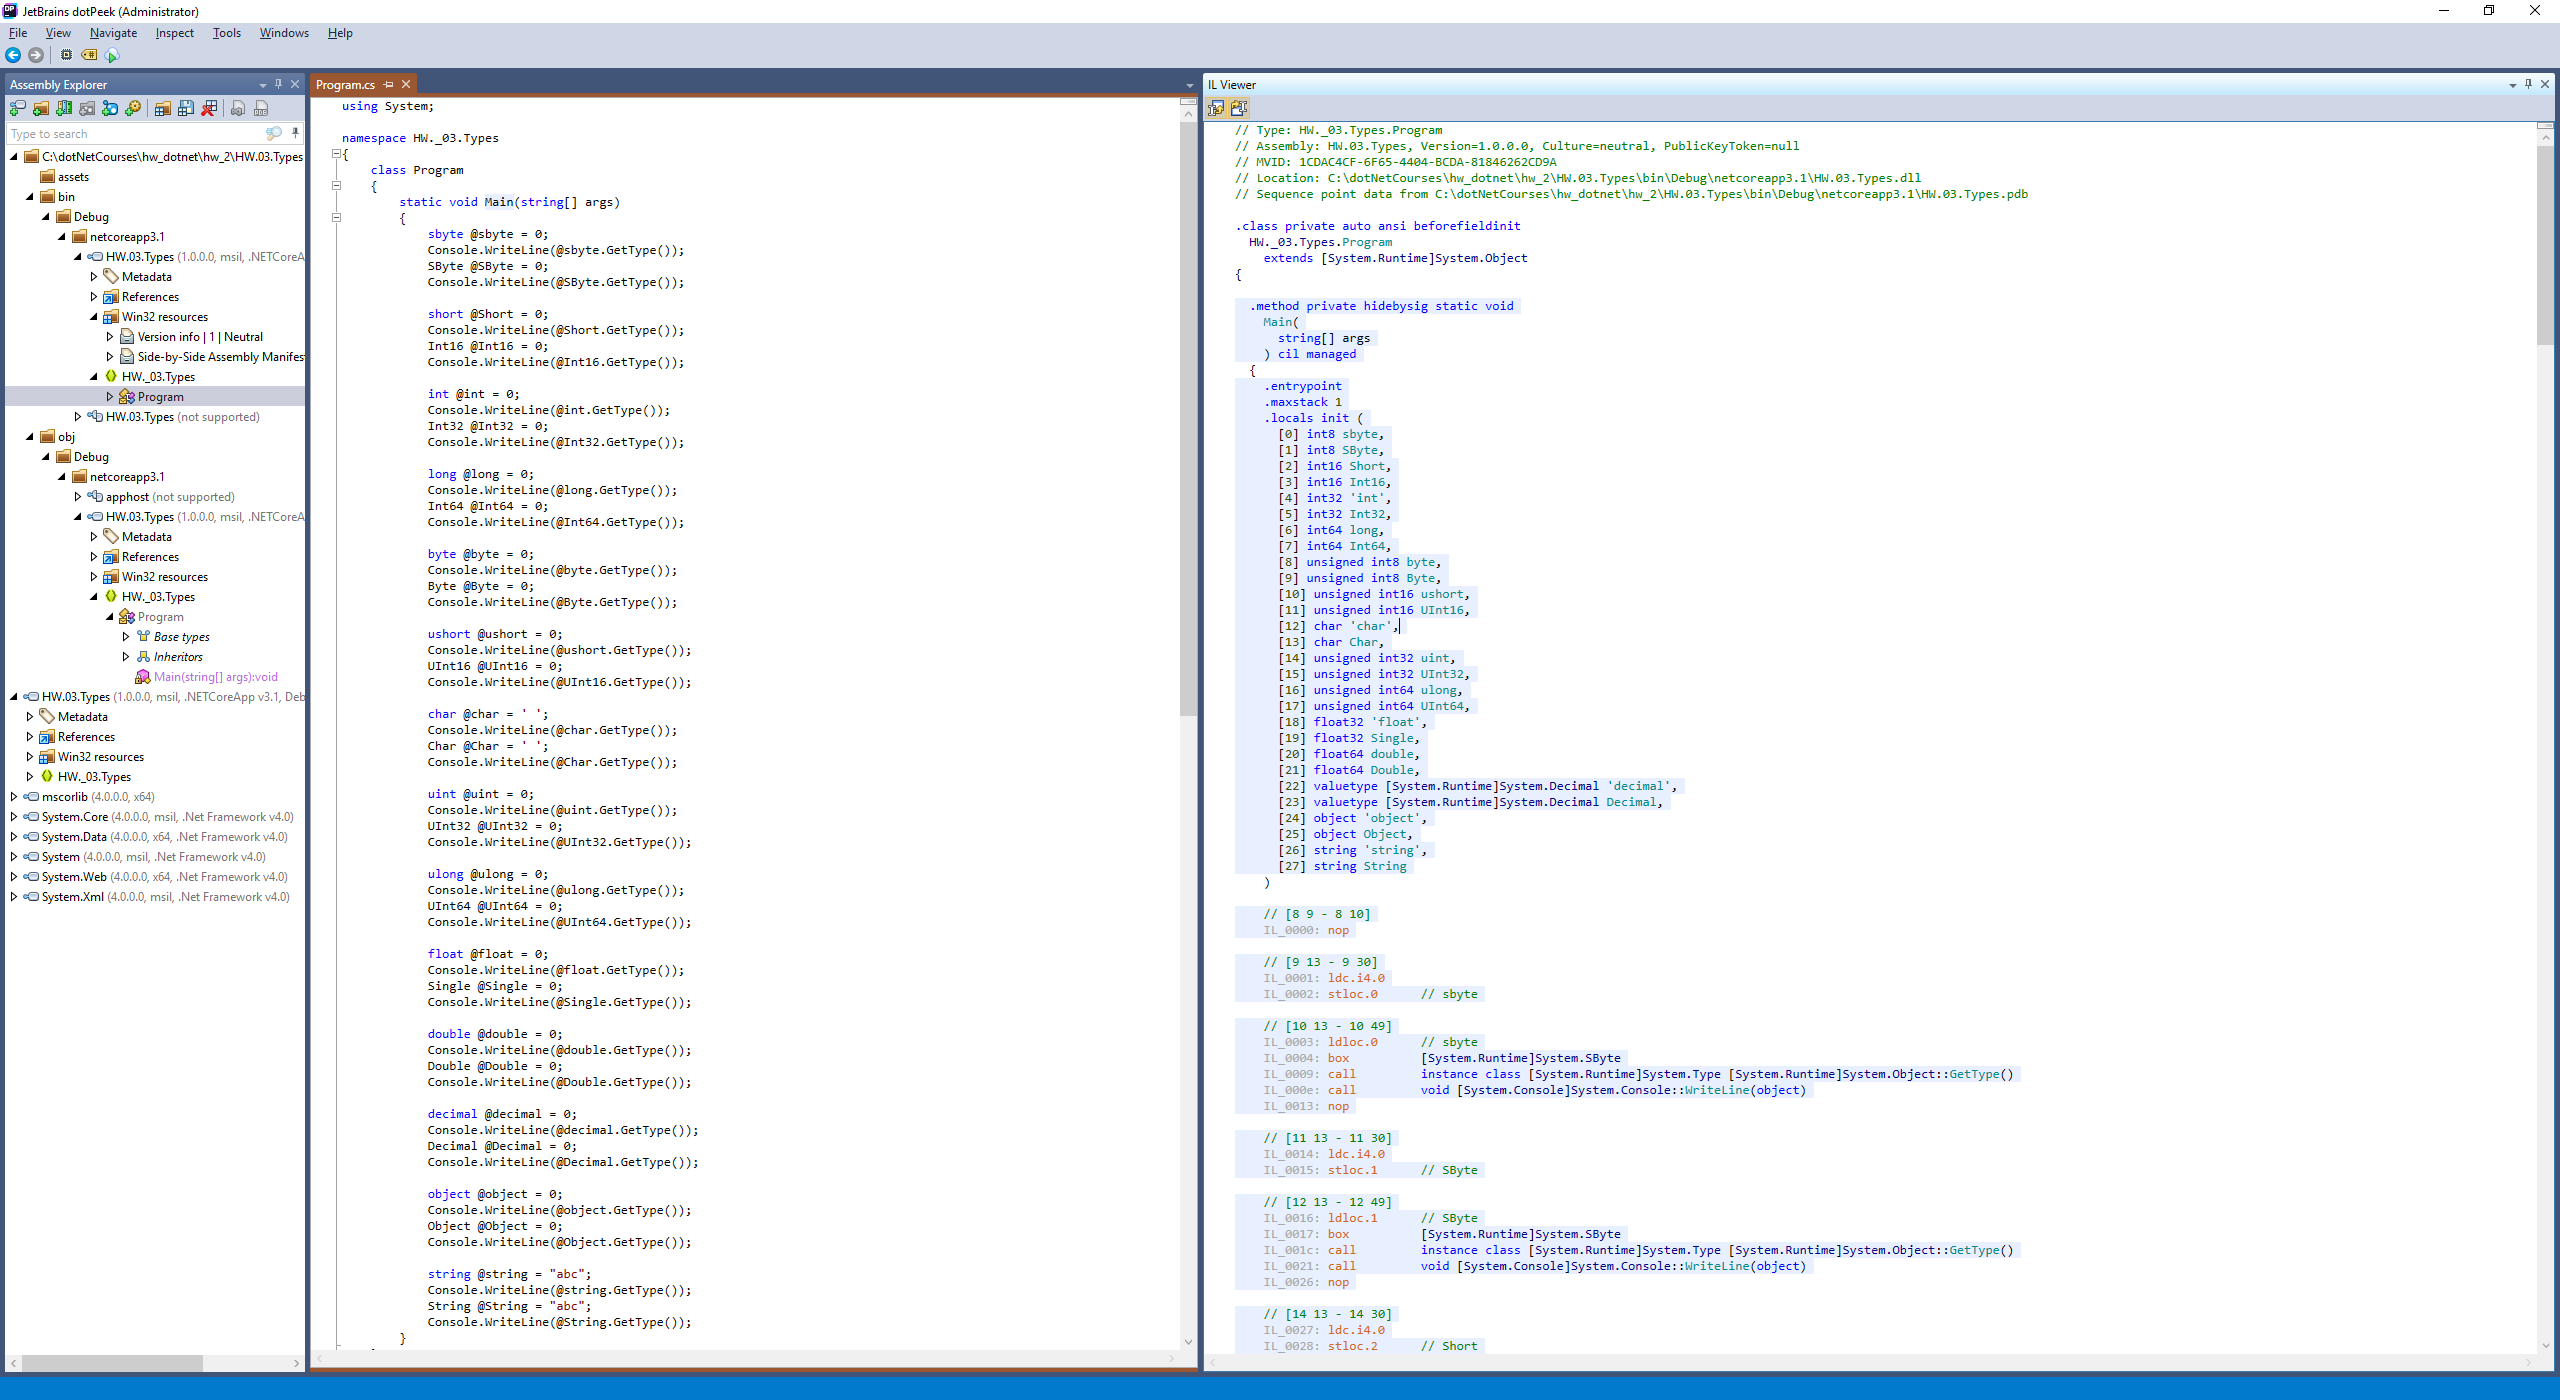 JetBrains dotPeek (Administrator)
File View Navigate Inspect Tools Windows Help
Assembly Explorer
Type to search
C:\dotNetCourses\hw_dotnet\hw_2\HW.03.Types
assets
bin
Debug
netcoreapp3.1
HW.03.Types (1.0.0.0, msil, .NETCoreA
Metadata
References
Win32 resources
Version info | 1 | Neutral
Side-by-Side Assembly Manifes
HW._03.Types
Program
HW.03.Types (not supported)
obj
Debug
netcoreapp3.1
apphost (not supported)
HW.03.Types (1.0.0.0, msil, .NETCoreA
Metadata
References
Win32 resources
HW._03.Types
Program
Base types
Inheritors
Main(string[] args):void
HW.03.Types (1.0.0.0, msil, .NETCoreApp v3.1, Deb
Metadata
References
Win32 resources
HW._03.Types
mscorlib (4.0.0.0, x64)
System.Core (4.0.0.0, msil, .Net Framework v4.0)
System.Data (4.0.0.0, x64, .Net Framework v4.0)
System (4.0.0.0, msil, .Net Framework v4.0)
System.Web (4.0.0.0, x64, .Net Framework v4.0)
System.Xml (4.0.0.0, msil, .Net Framework v4.0)
Program.cs
using System;
namespace HW._03.Types
{
class Program
{
static void Main(string[] args)
{
sbyte @sbyte = 0;
Console.WriteLine(@sbyte.GetType());
SByte @SByte = 0;
Console.WriteLine(@SByte.GetType());
short @Short = 0;
Console.WriteLine(@Short.GetType());
Int16 @Int16 = 0;
Console.WriteLine(@Int16.GetType());
int @int = 0;
Console.WriteLine(@int.GetType());
Int32 @Int32 = 0;
Console.WriteLine(@Int32.GetType());
long @long = 0;
Console.WriteLine(@long.GetType());
Int64 @Int64 = 0;
Console.WriteLine(@Int64.GetType());
byte @byte = 0;
Console.WriteLine(@byte.GetType());
Byte @Byte = 0;
Console.WriteLine(@Byte.GetType());
ushort @ushort = 0;
Console.WriteLine(@ushort.GetType());
UInt16 @UInt16 = 0;
Console.WriteLine(@UInt16.GetType());
char @char = ' ';
Console.WriteLine(@char.GetType());
Char @Char = ' ';
Console.WriteLine(@Char.GetType());
uint @uint = 0;
Console.WriteLine(@uint.GetType());
UInt32 @UInt32 = 0;
Console.WriteLine(@UInt32.GetType());
ulong @ulong = 0;
Console.WriteLine(@ulong.GetType());
UInt64 @UInt64 = 0;
Console.WriteLine(@UInt64.GetType());
float @float = 0;
Console.WriteLine(@float.GetType());
Single @Single = 0;
Console.WriteLine(@Single.GetType());
double @double = 0;
Console.WriteLine(@double.GetType());
Double @Double = 0;
Console.WriteLine(@Double.GetType());
decimal @decimal = 0;
Console.WriteLine(@decimal.GetType());
Decimal @Decimal = 0;
Console.WriteLine(@Decimal.GetType());
object @object = 0;
Console.WriteLine(@object.GetType());
Object @Object = 0;
Console.WriteLine(@Object.GetType());
string @string = "abc";
Console.WriteLine(@string.GetType());
String @String = "abc";
Console.WriteLine(@String.GetType());
}
IL Viewer
// Type: HW._03.Types.Program
// Assembly: HW.03.Types, Version=1.0.0.0, Culture=neutral, PublicKeyToken=null
// MVID: 1CDAC4CF-6F65-4404-BCDA-81846262CD9A
// Location: C:\dotNetCourses\hw_dotnet\hw_2\HW.03.Types\bin\Debug\netcoreapp3.1\HW.03.Types.dll
// Sequence point data from C:\dotNetCourses\hw_dotnet\hw_2\HW.03.Types\bin\Debug\netcoreapp3.1\HW.03.Types.pdb
.class private auto ansi beforefieldinit
HW._03.Types.Program
extends [System.Runtime]System.Object
{
.method private hidebysig static void
Main(
string[] args
) cil managed
{
.entrypoint
.maxstack 1
.locals init (
[0] int8 sbyte,
[1] int8 SByte,
[2] int16 Short,
[3] int16 Int16,
[4] int32 'int',
[5] int32 Int32,
[6] int64 long,
[7] int64 Int64,
[8] unsigned int8 byte,
[9] unsigned int8 Byte,
[10] unsigned int16 ushort,
[11] unsigned int16 UInt16,
[12] char 'char',
[13] char Char,
[14] unsigned int32 uint,
[15] unsigned int32 UInt32,
[16] unsigned int64 ulong,
[17] unsigned int64 UInt64,
[18] float32 'float',
[19] float32 Single,
[20] float64 double,
[21] float64 Double,
[22] valuetype [System.Runtime]System.Decimal 'decimal',
[23] valuetype [System.Runtime]System.Decimal Decimal,
[24] object 'object',
[25] object Object,
[26] string 'string',
[27] string String
)
// [8 9 - 8 10]
IL_0000: nop
// [9 13 - 9 30]
IL_0001: ldc.i4.0
IL_0002: stloc.0 // sbyte
// [10 13 - 10 49]
IL_0003: ldloc.0 // sbyte
IL_0004: box [System.Runtime]System.SByte
IL_0009: call instance class [System.Runtime]System.Type [System.Runtime]System.Object::GetType()
IL_000e: call void [System.Console]System.Console::WriteLine(object)
IL_0013: nop
// [11 13 - 11 30]
IL_0014: ldc.i4.0
IL_0015: stloc.1 // SByte
// [12 13 - 12 49]
IL_0016: ldloc.1 // SByte
IL_0017: box [System.Runtime]System.SByte
IL_001c: call instance class [System.Runtime]System.Type [System.Runtime]System.Object::GetType()
IL_0021: call void [System.Console]System.Console::WriteLine(object)
IL_0026: nop
// [14 13 - 14 30]
IL_0027: ldc.i4.0
IL_0028: stloc.2 // Short